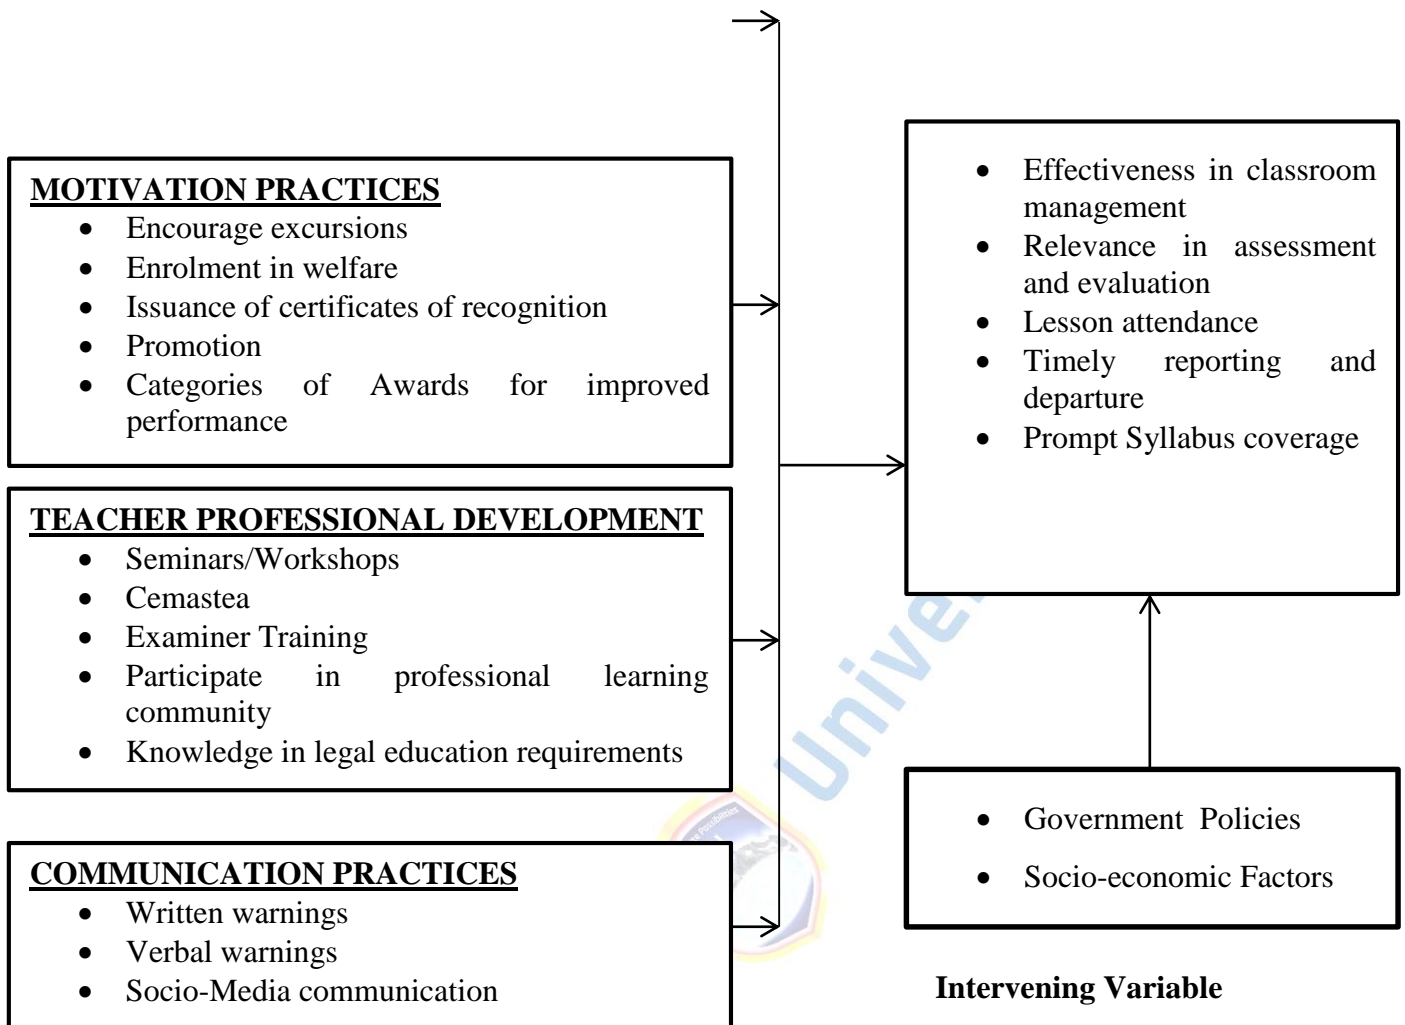 MOTIVATION PRACTICES
• Encourage excursions
• Enrolment in welfare
• Issuance of certificates of recognition
• Promotion
• Categories of Awards for improved
performance
TEACHER PROFESSIONAL DEVELOPMENT
• Seminars/Workshops
• Cemastea
• Examiner Training
• Participate in professional learning
community
• Knowledge in legal education requirements
COMMUNICATION PRACTICES
• Written warnings
• Verbal warnings
• Socio-Media communication
• Effectiveness in classroom
management
• Relevance in assessment
and evaluation
• Lesson attendance
• Timely reporting and
departure
• Prompt Syllabus coverage
• Government Policies
• Socio-economic Factors
Intervening Variable